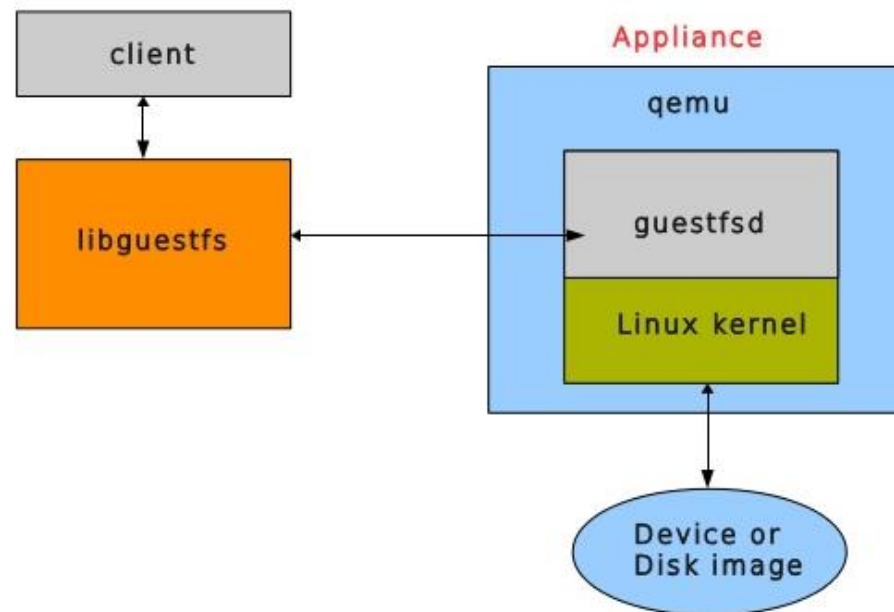 client
Appliance
qemu
libguestfs
guestfsd
Linux kernel
Device or
Disk image